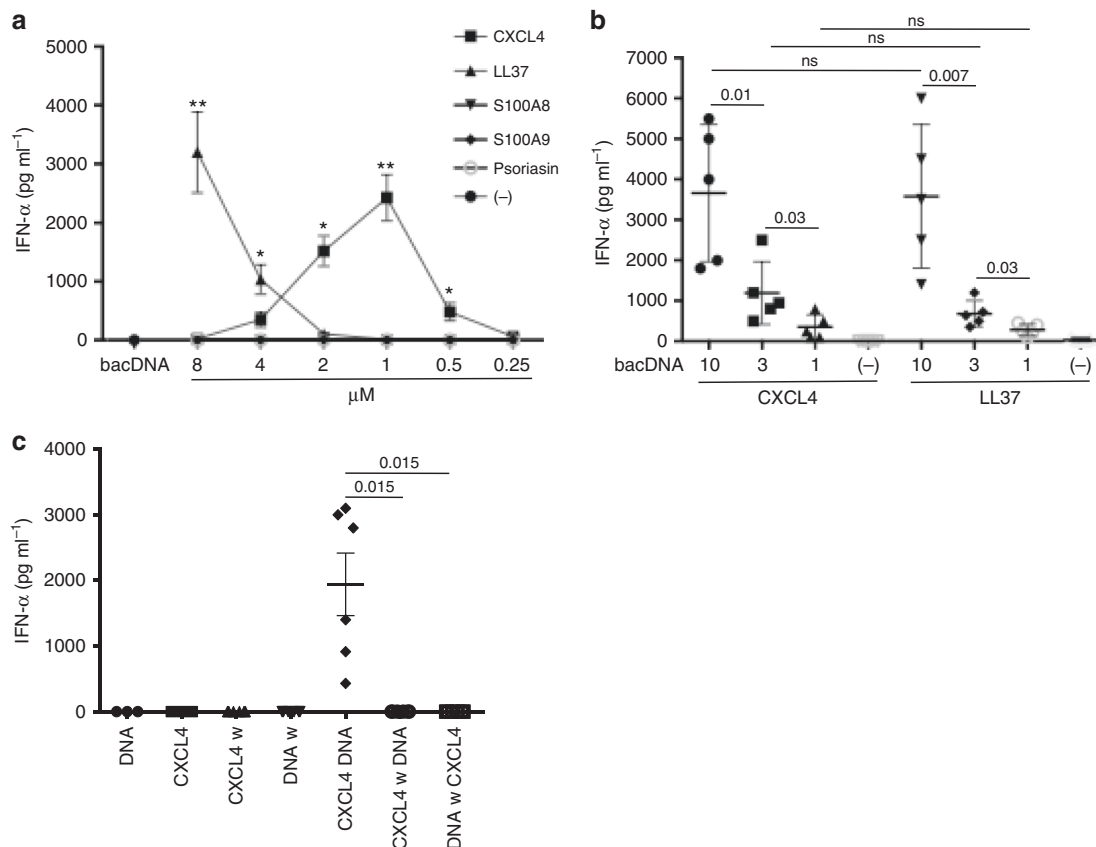 a
5000
4000
3000
2000
1000
0
IFN-α (pg ml⁻¹)
**
*
*
**
*
CXCL4
LL37
S100A8
S100A9
Psoriasin
(–)
bacDNA 8 4 2 1 0.5 0.25
μM
b
7000
6000
5000
4000
3000
2000
1000
0
IFN-α (pg ml⁻¹)
ns
ns
ns
0.01
0.007
0.03
0.03
bacDNA 10 3 1 (–) 10 3 1 (–)
CXCL4 LL37
c
4000
3000
2000
1000
0
IFN-α (pg ml⁻¹)
0.015
0.015
DNA
CXCL4
CXCL4 w
DNA w
CXCL4 DNA
CXCL4 w DNA
DNA w CXCL4